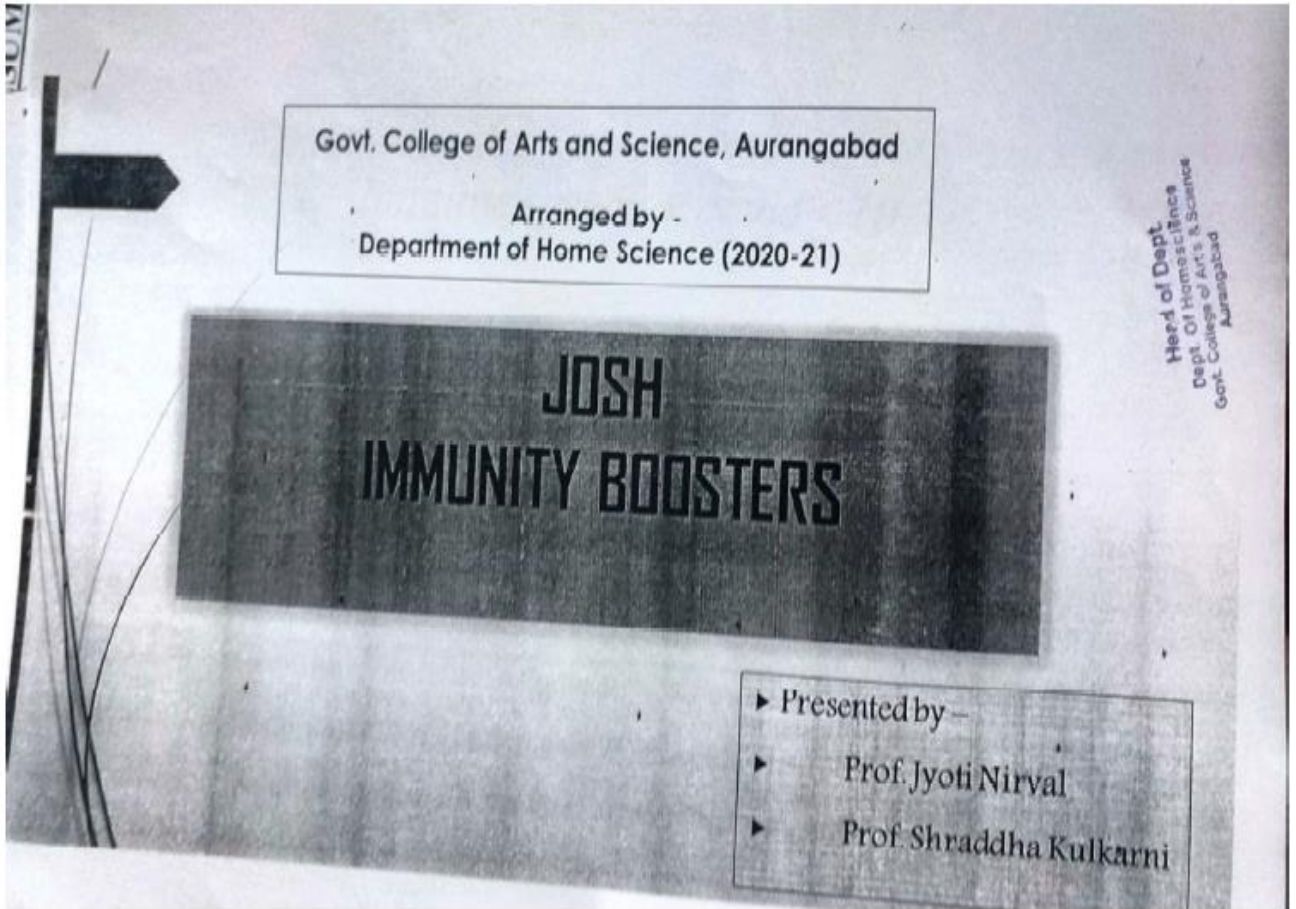 Govt. College of Arts and Science, Aurangabad
Arranged by -
Department of Home Science (2020-21)
JOSH
IMMUNITY BOOSTERS
▶ Presented by –
▶ Prof. Jyoti Nirval
▶ Prof. Shraddha Kulkarni
Head of Dept.
Dept. Of Homescience
Govt. College of Arts & Science
Aurangabad